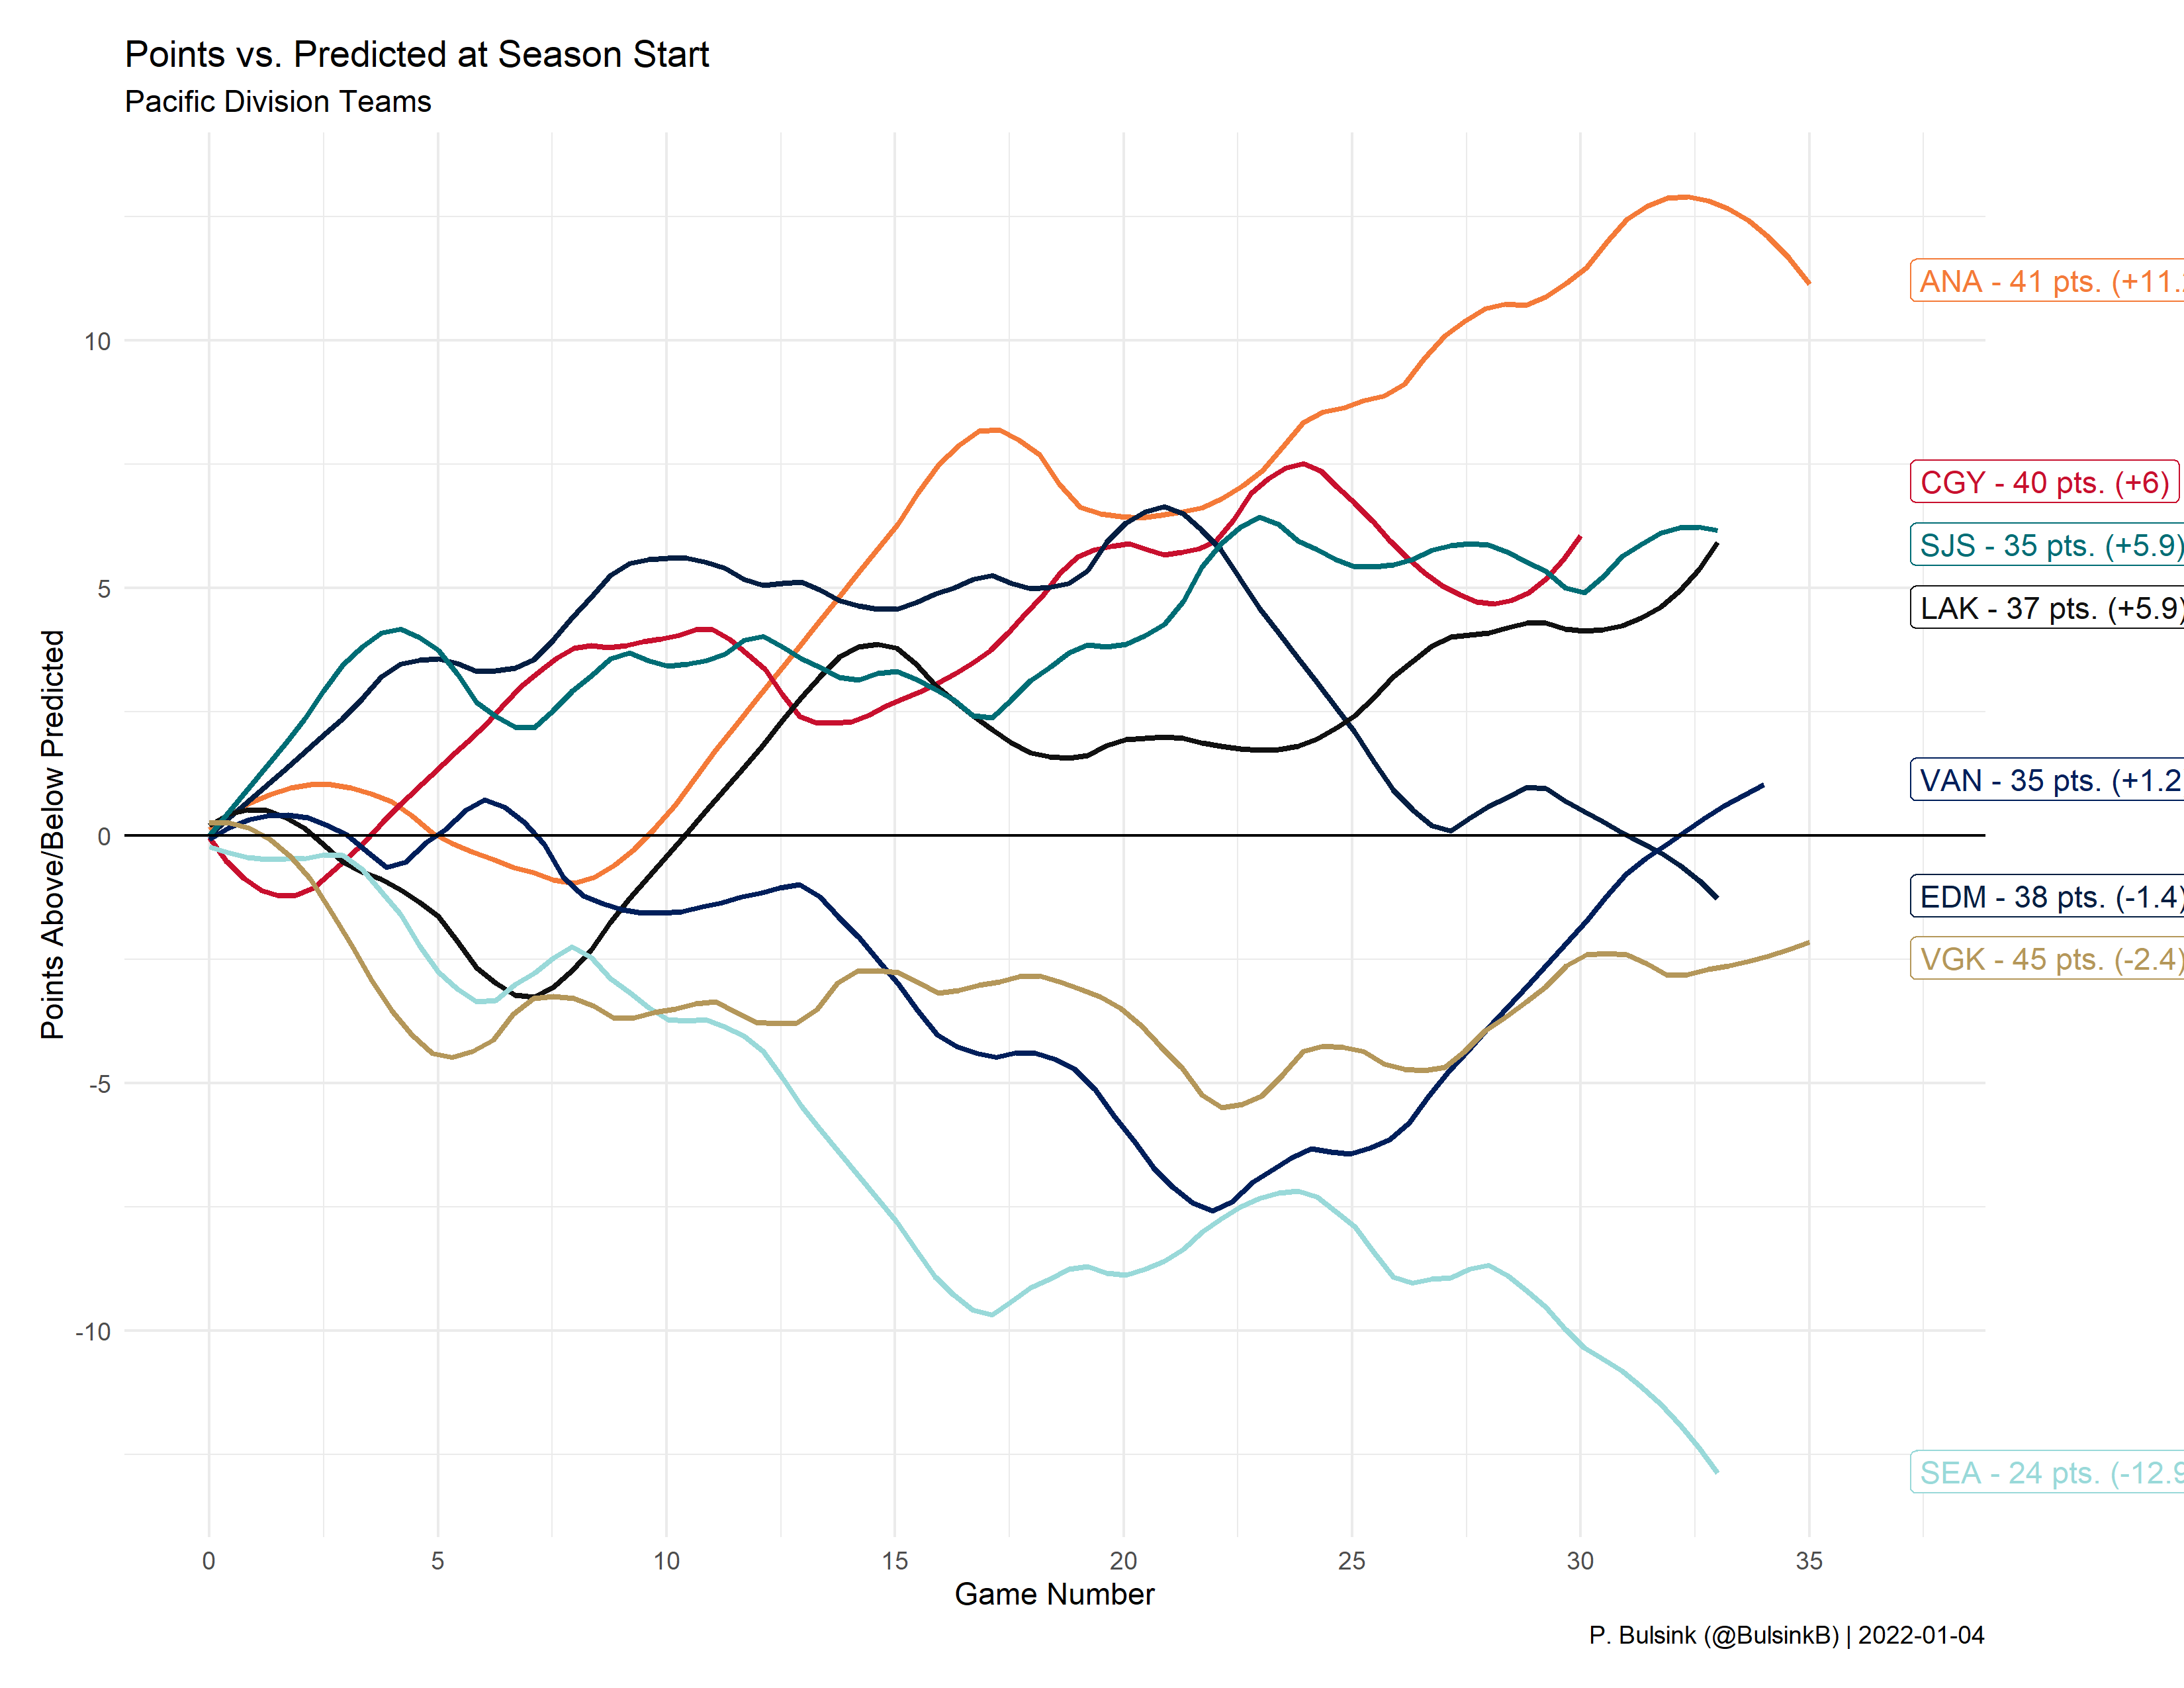 Points vs. Predicted at Season Start
Pacific Division Teams
Points Above/Below Predicted
10
5
0
-5
-10
ANA - 41 pts. (+11.
CGY - 40 pts. (+6)
SJS - 35 pts. (+5.9)
LAK - 37 pts. (+5.9)
VAN - 35 pts. (+1.2
EDM - 38 pts. (-1.4)
VGK - 45 pts. (-2.4)
SEA - 24 pts. (-12.9
0 5 10 15 20 25 30 35
Game Number
P. Bulsink (@BulsinkB) | 2022-01-04